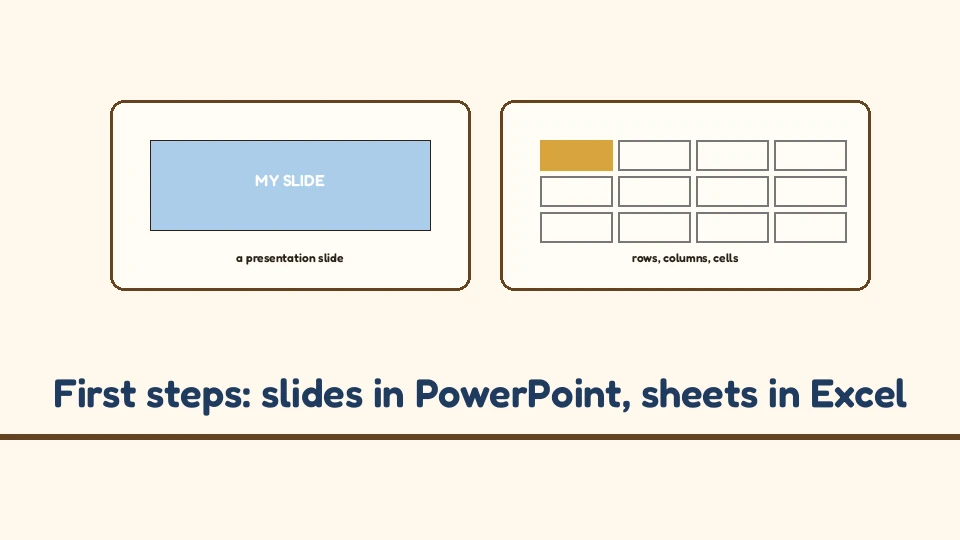 MY SLIDE
a presentation slide
rows, columns, cells
First steps: slides in PowerPoint, sheets in Excel